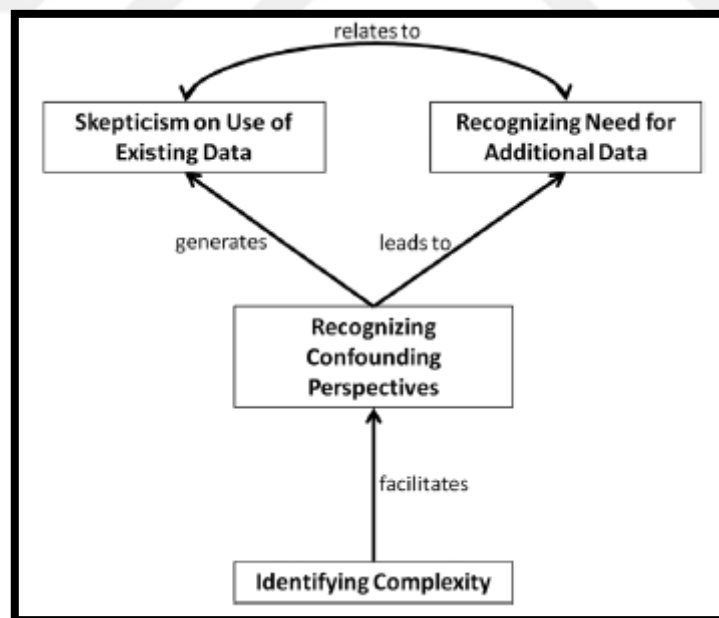 relates to
Skepticism on Use of
Existing Data
Recognizing Need for
Additional Data
generates
leads to
Recognizing
Confounding
Perspectives
facilitates
Identifying Complexity